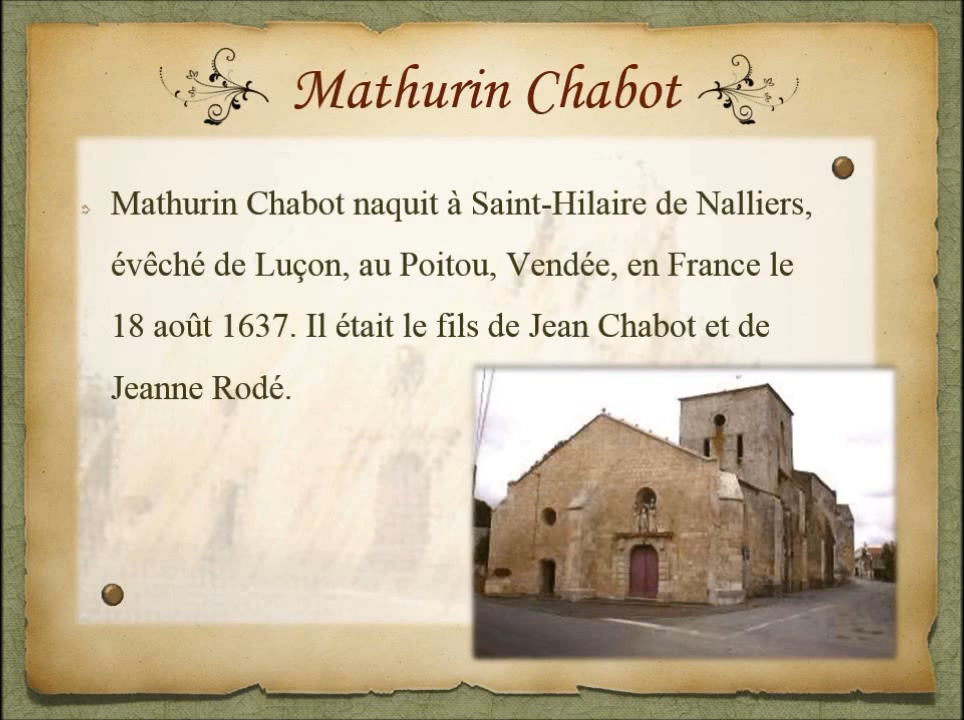 Mathurin Chabot
Mathurin Chabot naquit à Saint-Hilaire de Nalliers,
évêché de Luçon, au Poitou, Vendée, en France le
18 août 1637. Il était le fils de Jean Chabot et de
Jeanne Rodé.